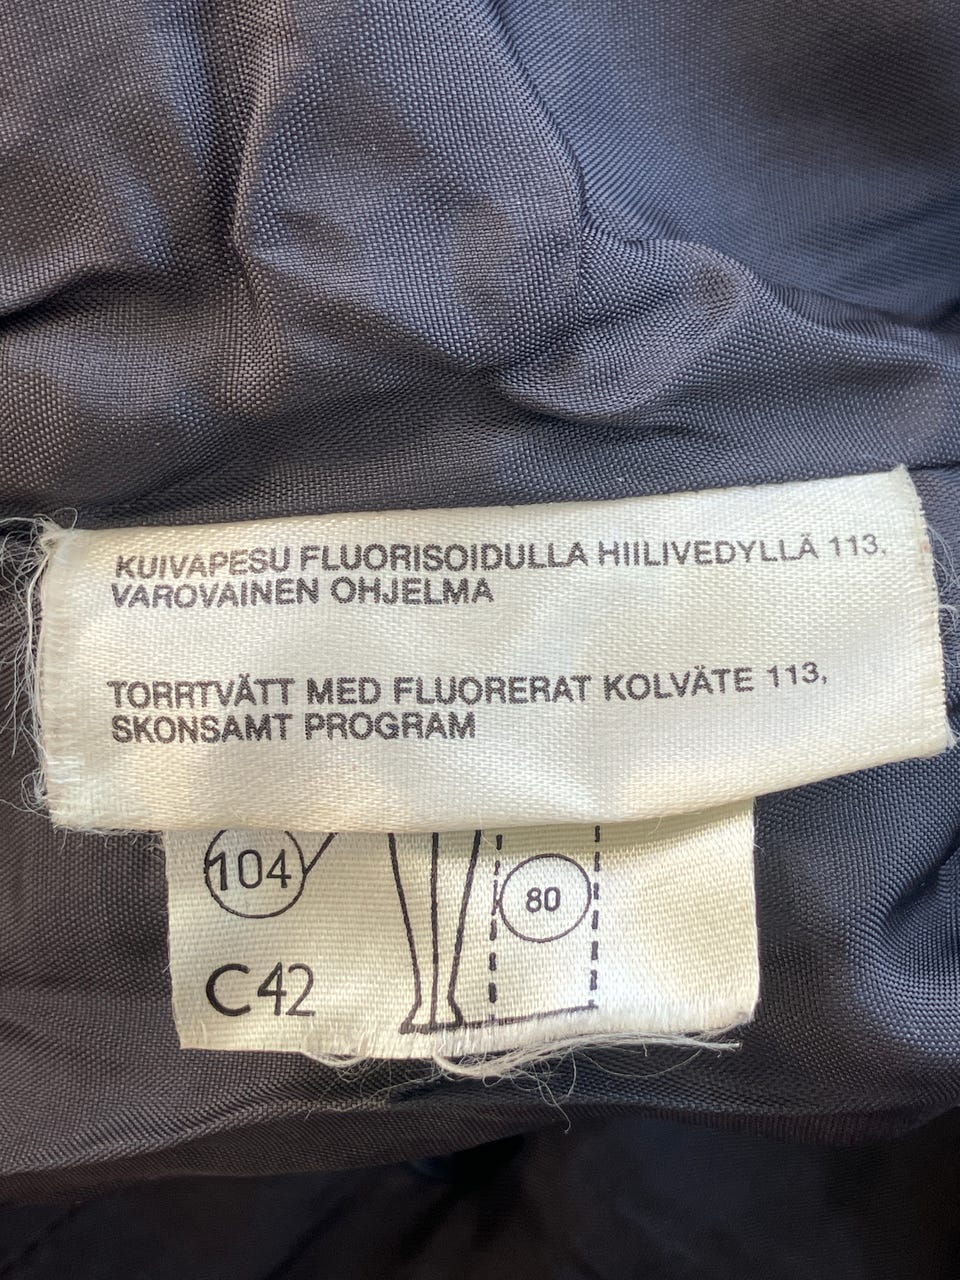 KUIVAPESU FLUORISOIDULLA HIILIVEDYLLÄ 113,
VAROVAINEN OHJELMA
TORRTVÄTT MED FLUORERAT KOLVÄTE 113,
SKONSAMT PROGRAM
104
80
C42